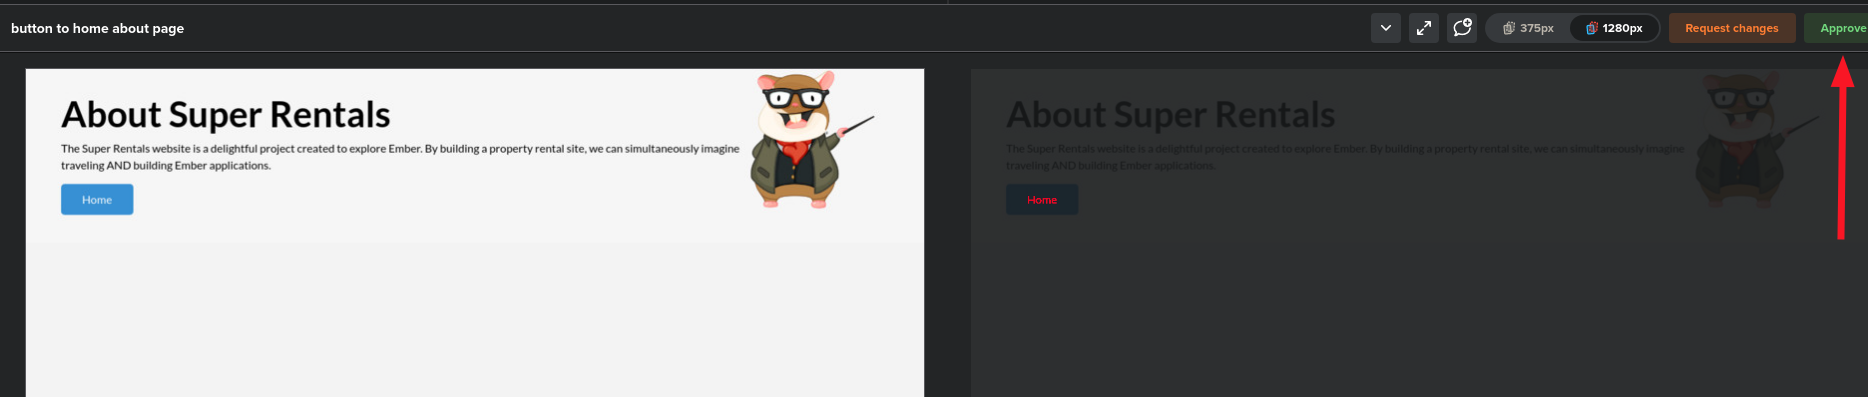 button to home about page
375px
1280px
Request changes
Approve
About Super Rentals
The Super Rentals website is a delightful project created to explore Ember. By building a property rental site, we can simultaneously imagine
traveling AND building Ember applications.
Home
About Super Rentals
The Super Rentals website is a delightful project created to explore Ember. By building a property rental site, we can simultaneously imagine
traveling AND building Ember applications.
Home